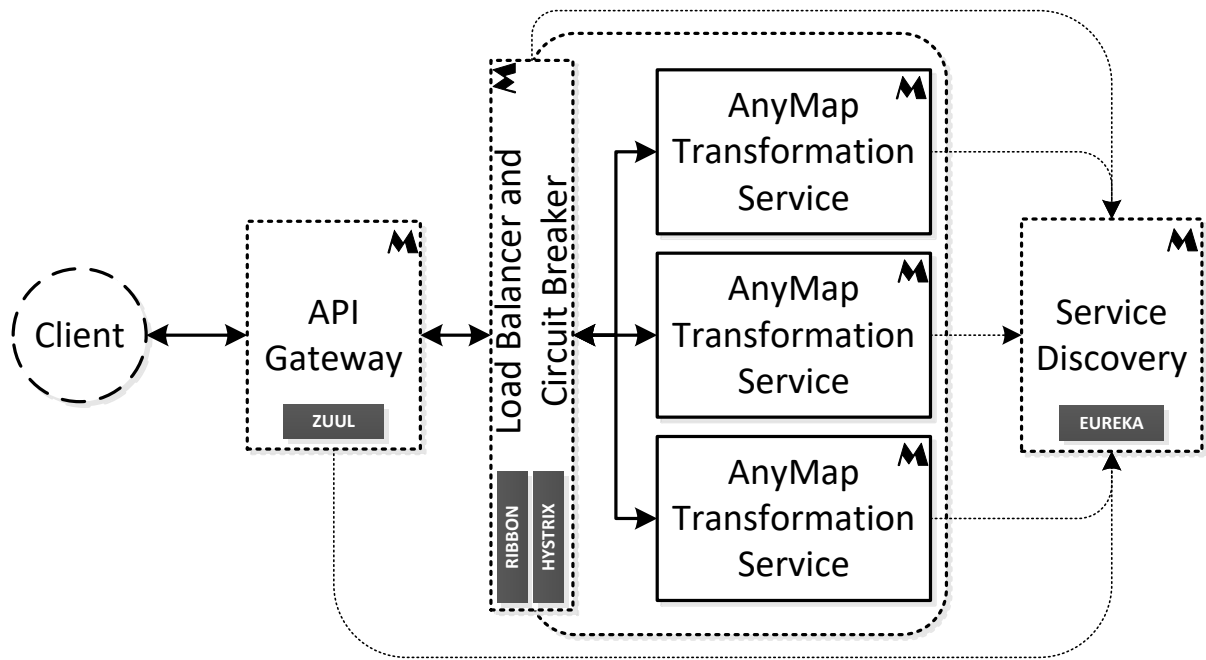 Client
API
Gateway
ZUUL
Load Balancer and
Circuit Breaker
RIBBON
HYSTRIX
AnyMap
Transformation
Service
AnyMap
Transformation
Service
AnyMap
Transformation
Service
Service
Discovery
EUREKA